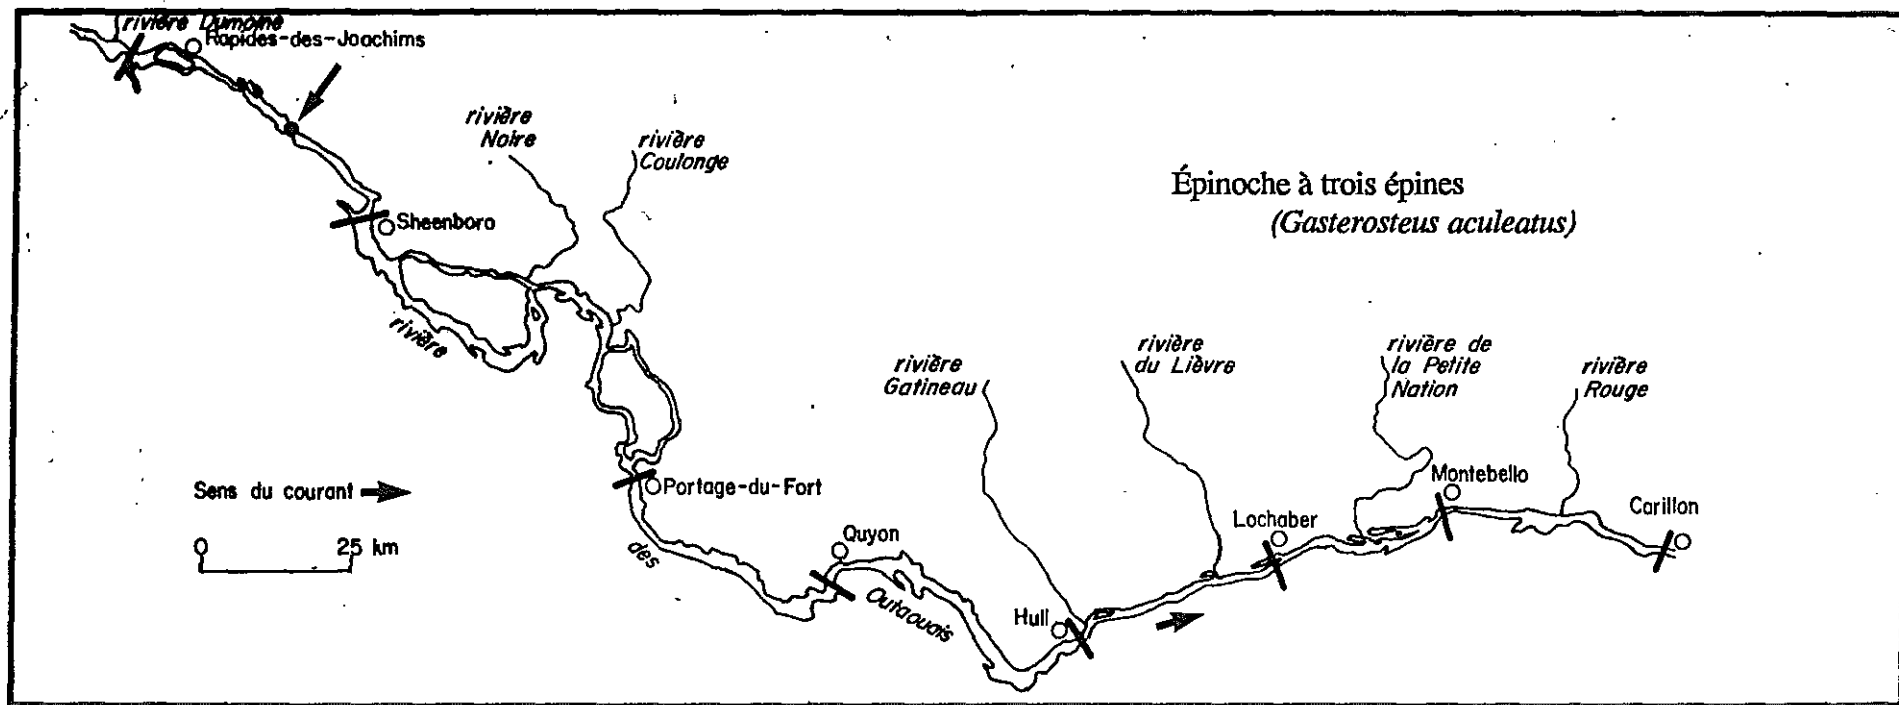 rivière Dumoine
Rapides-des-Joachims
rivière
Noire
rivière
Coulonge
Épinoche à trois épines
(Gasterosteus aculeatus)
Sheenboro
rivière
rivière
Gatineau
rivière
du Lièvre
rivière de
la Petite
Nation
rivière
Rouge
Sens du courant
Portage-du-Fort
Montebello
Carillon
Lochaber
Quyon
0 25 km
des
Outaouais
Hull